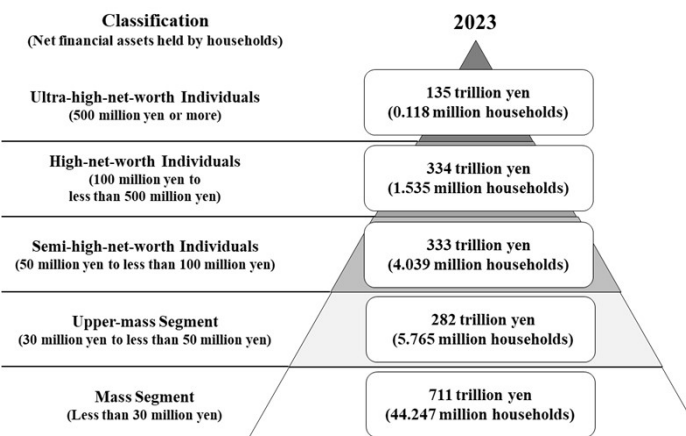 Classification
(Net financial assets held by households)
2023
Ultra-high-net-worth Individuals
(500 million yen or more)
135 trillion yen
(0.118 million households)
High-net-worth Individuals
(100 million yen to
less than 500 million yen)
334 trillion yen
(1.535 million households)
Semi-high-net-worth Individuals
(50 million yen to less than 100 million yen)
333 trillion yen
(4.039 million households)
Upper-mass Segment
(30 million yen to less than 50 million yen)
282 trillion yen
(5.765 million households)
Mass Segment
(Less than 30 million yen)
711 trillion yen
(44.247 million households)